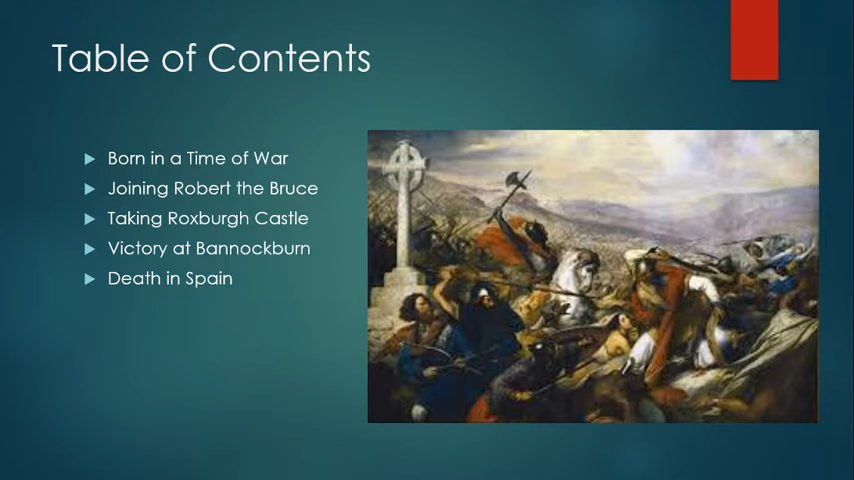 Table of Contents
Born in a Time of War
Joining Robert the Bruce
Taking Roxburgh Castle
Victory at Bannockburn
Death in Spain